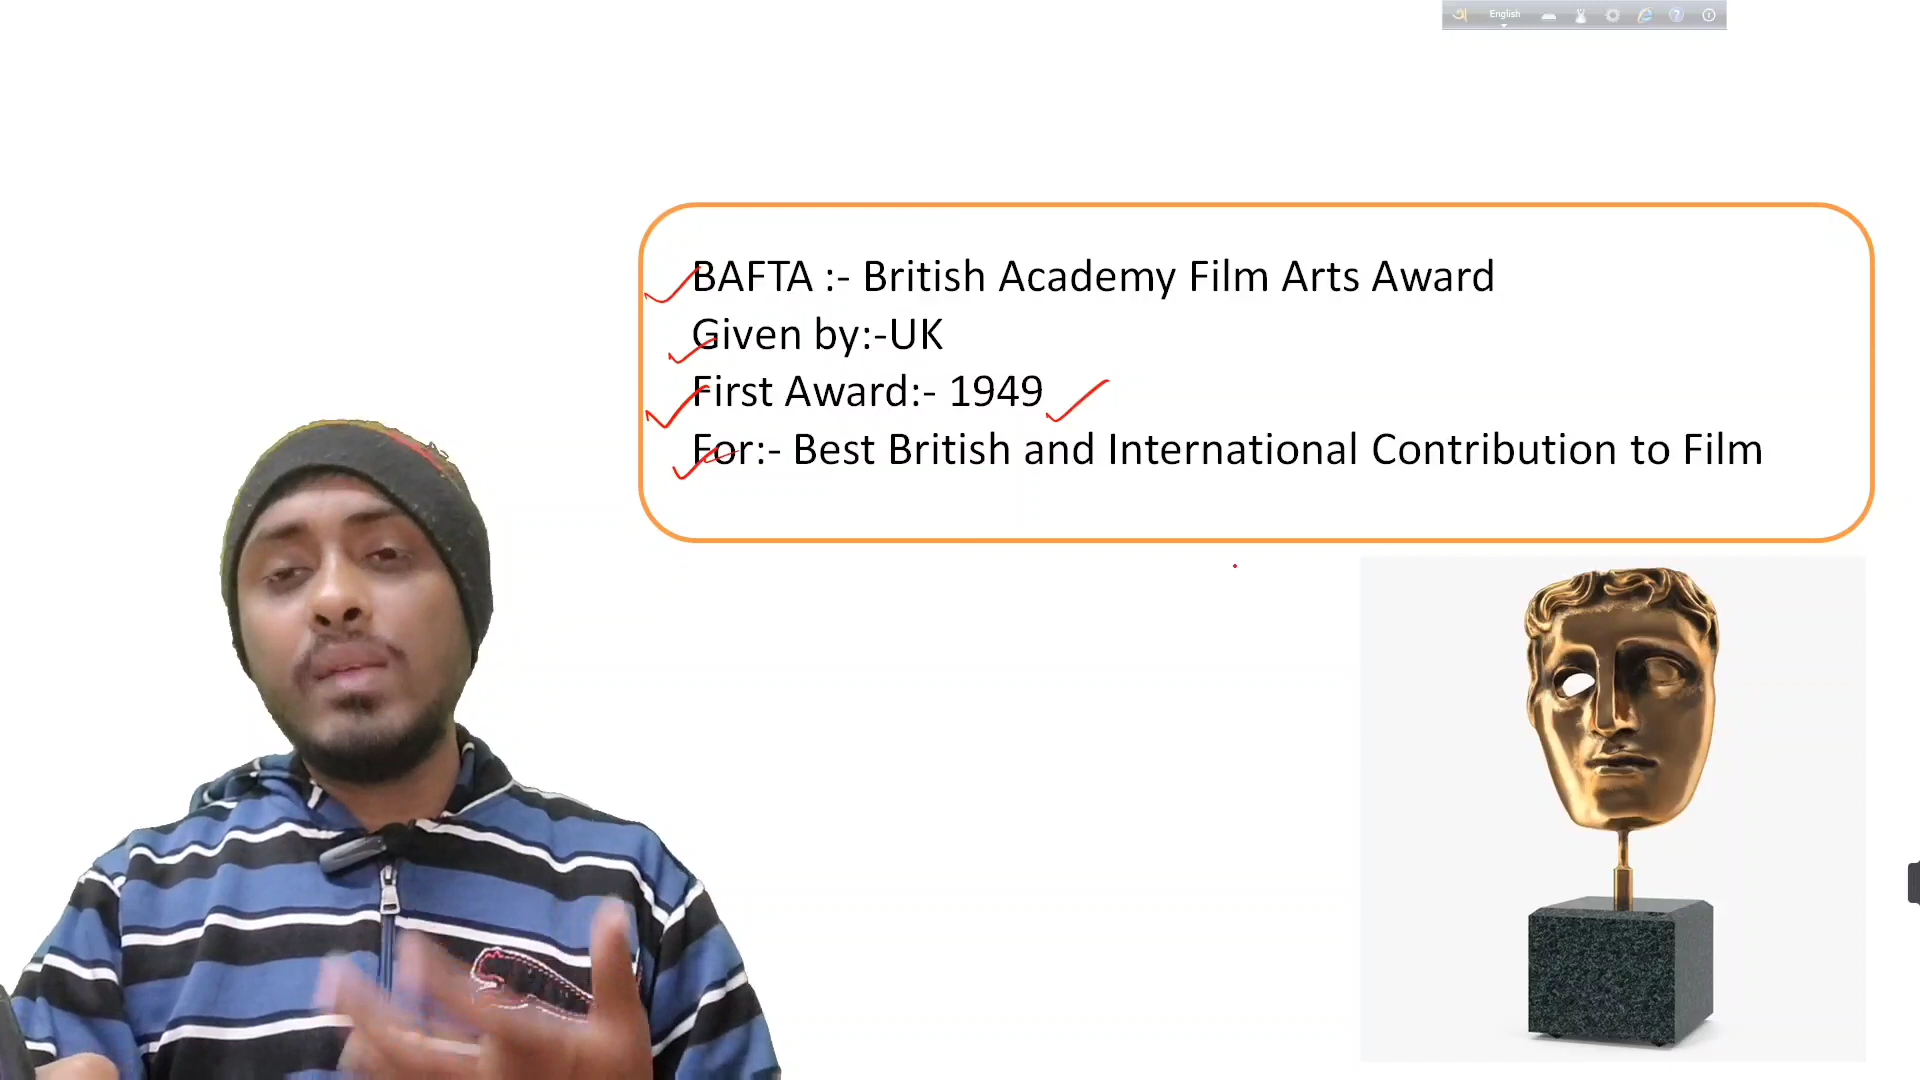 অ English
BAFTA :- British Academy Film Arts Award
Given by:-UK
First Award:- 1949
For:- Best British and International Contribution to Film